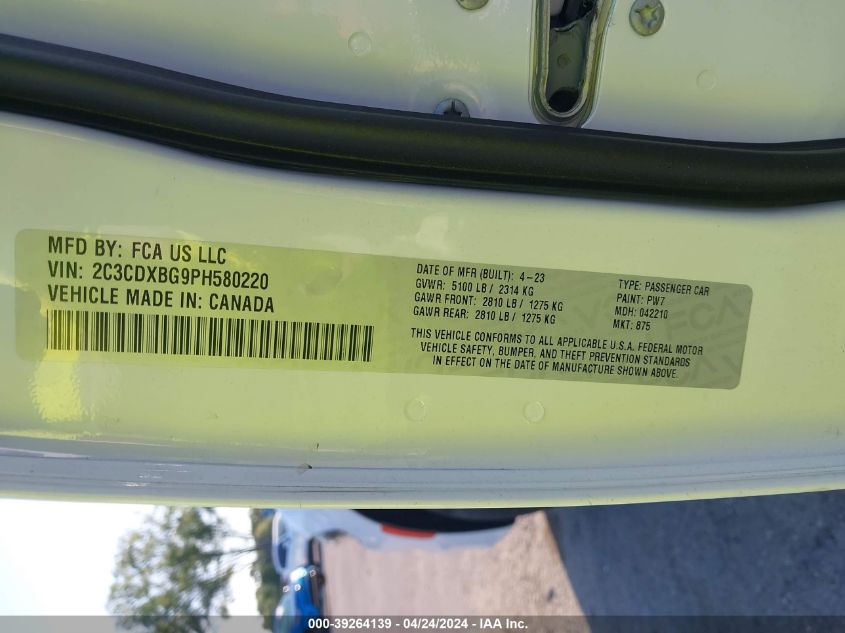 MFD BY: FCA US LLC
VIN: 2C3CDXBG9PH580220
VEHICLE MADE IN: CANADA
DATE OF MFR (BUILT): 4-23
GVWR: 5100 LB / 2314 KG
GAWR FRONT: 2810 LB / 1275 KG
GAWR REAR: 2810 LB / 1275 KG
TYPE: PASSENGER CAR
PAINT: PW7
MDH: 042210
MKT: 875
THIS VEHICLE CONFORMS TO ALL APPLICABLE U.S.A. FEDERAL MOTOR
VEHICLE SAFETY, BUMPER, AND THEFT PREVENTION STANDARDS
IN EFFECT ON THE DATE OF MANUFACTURE SHOWN ABOVE.
000-39264139 - 04/24/2024 - IAA Inc.